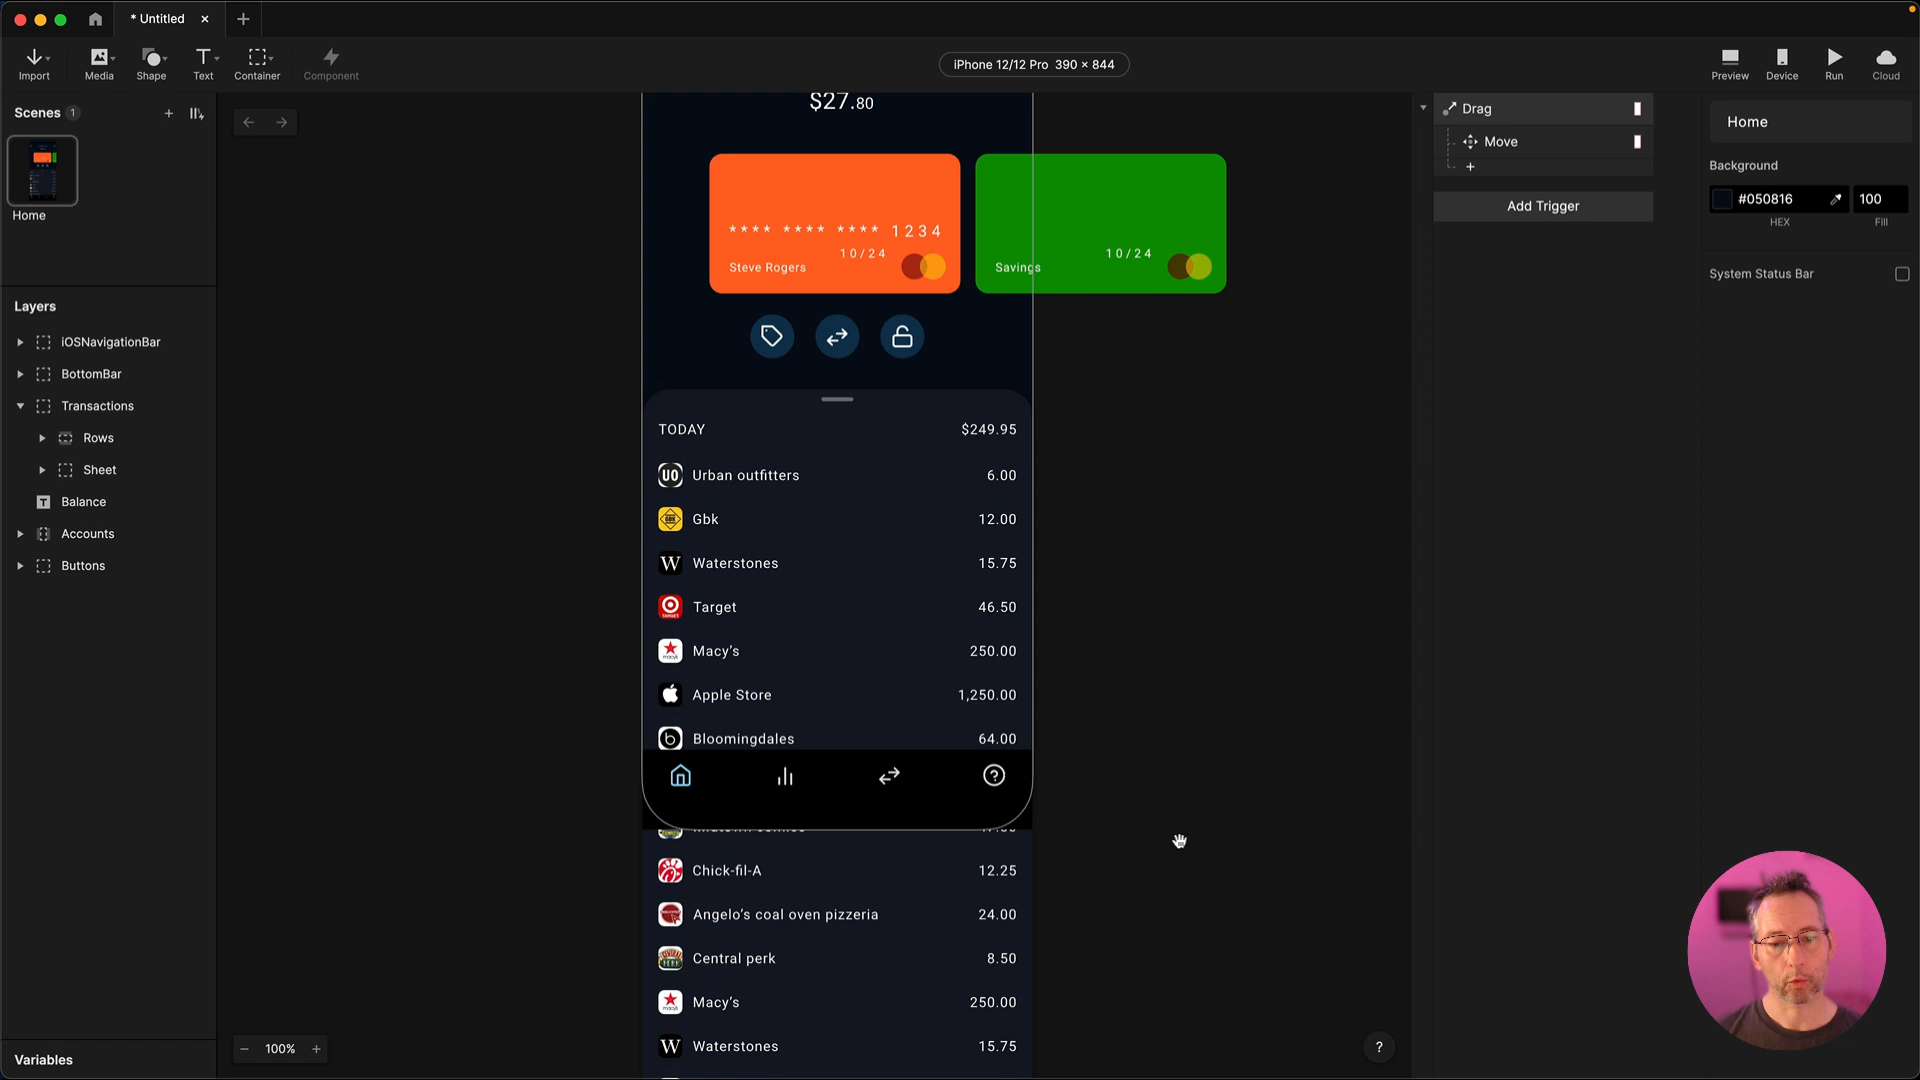 * Untitled
Import
Media
Shape
Text
Container
Component
iPhone 12/12 Pro 390 × 844
Preview
Device
Run
Cloud
Scenes 1
Home
Layers
iOSNavigationBar
BottomBar
Transactions
Rows
Sheet
Balance
Accounts
Buttons
Variables
100%
$27.80
**** **** **** 1234
10/24
Steve Rogers
10/24
Savings
TODAY $249.95
UO Urban outfitters 6.00
GBK Gbk 12.00
W Waterstones 15.75
TARGET Target 46.50
macy's Macy's 250.00
Apple Store 1,250.00
b Bloomingdales 64.00
Chick-fil-A 12.25
Angelo's coal oven pizzeria 24.00
Central perk 8.50
Macy's 250.00
W Waterstones 15.75
?
Drag
Move
Add Trigger
Home
Background
#050816 100
HEX Fill
System Status Bar